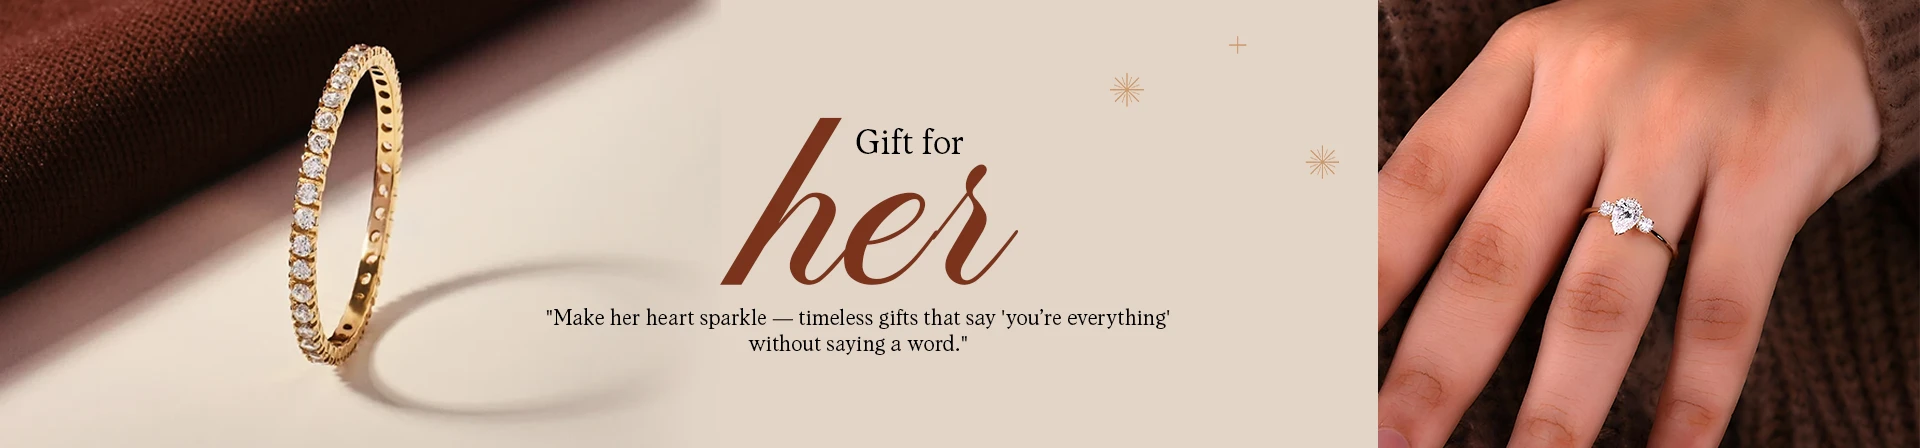 Gift for
her
"Make her heart sparkle — timeless gifts that say 'you’re everything'
without saying a word."